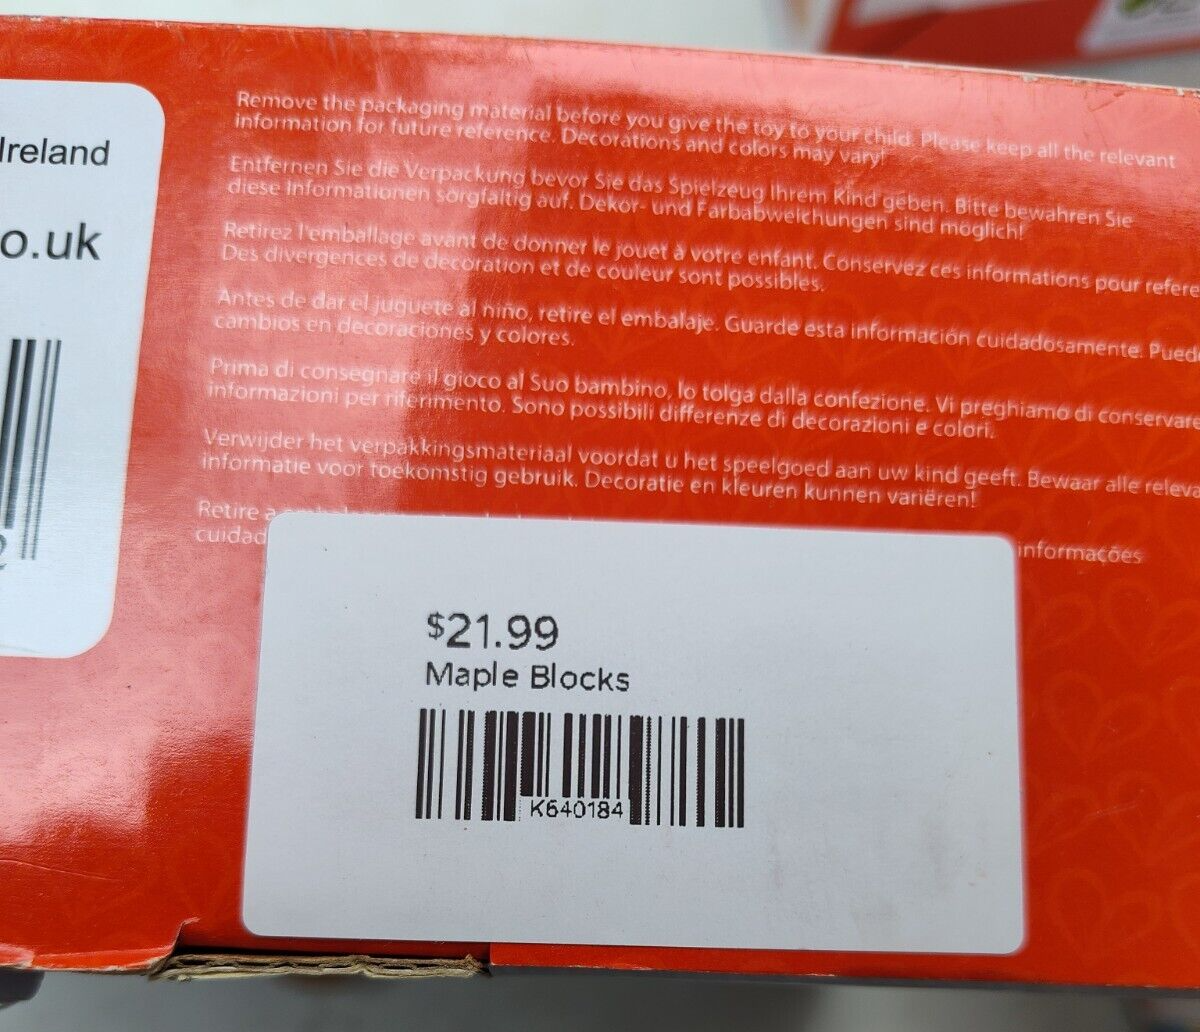 Ireland
o.uk
2
Remove the packaging material before you give the toy to your child. Please keep all the relevant
information for future reference. Decorations and colors may vary!
Entfernen Sie die Verpackung bevor Sie das Spielzeug Ihrem Kind geben. Bitte bewahren Sie
diese Informationen sorgfältig auf. Dekor- und Farbabweichungen sind möglich!
Retirez l'emballage avant de donner le jouet à votre enfant. Conservez ces informations pour refere
Des divergences de décoration et de couleur sont possibles.
Antes de dar el juguete al niño, retire el embalaje. Guarde esta información cuidadosamente. Pued
cambios en decoraciones y colores.
Prima di consegnare il gioco al Suo bambino, lo tolga dalla confezione. Vi preghiamo di conservare
informazioni per riferimento. Sono possibili differenze di decorazioni e colori.
Verwijder het verpakkingsmateriaal voordat u het speelgoed aan uw kind geeft. Bewaar alle releva
informatie voor toekomstig gebruik. Decoratie en kleuren kunnen variëren!
Retire a
cuidad informações
$21.99
Maple Blocks
K640184